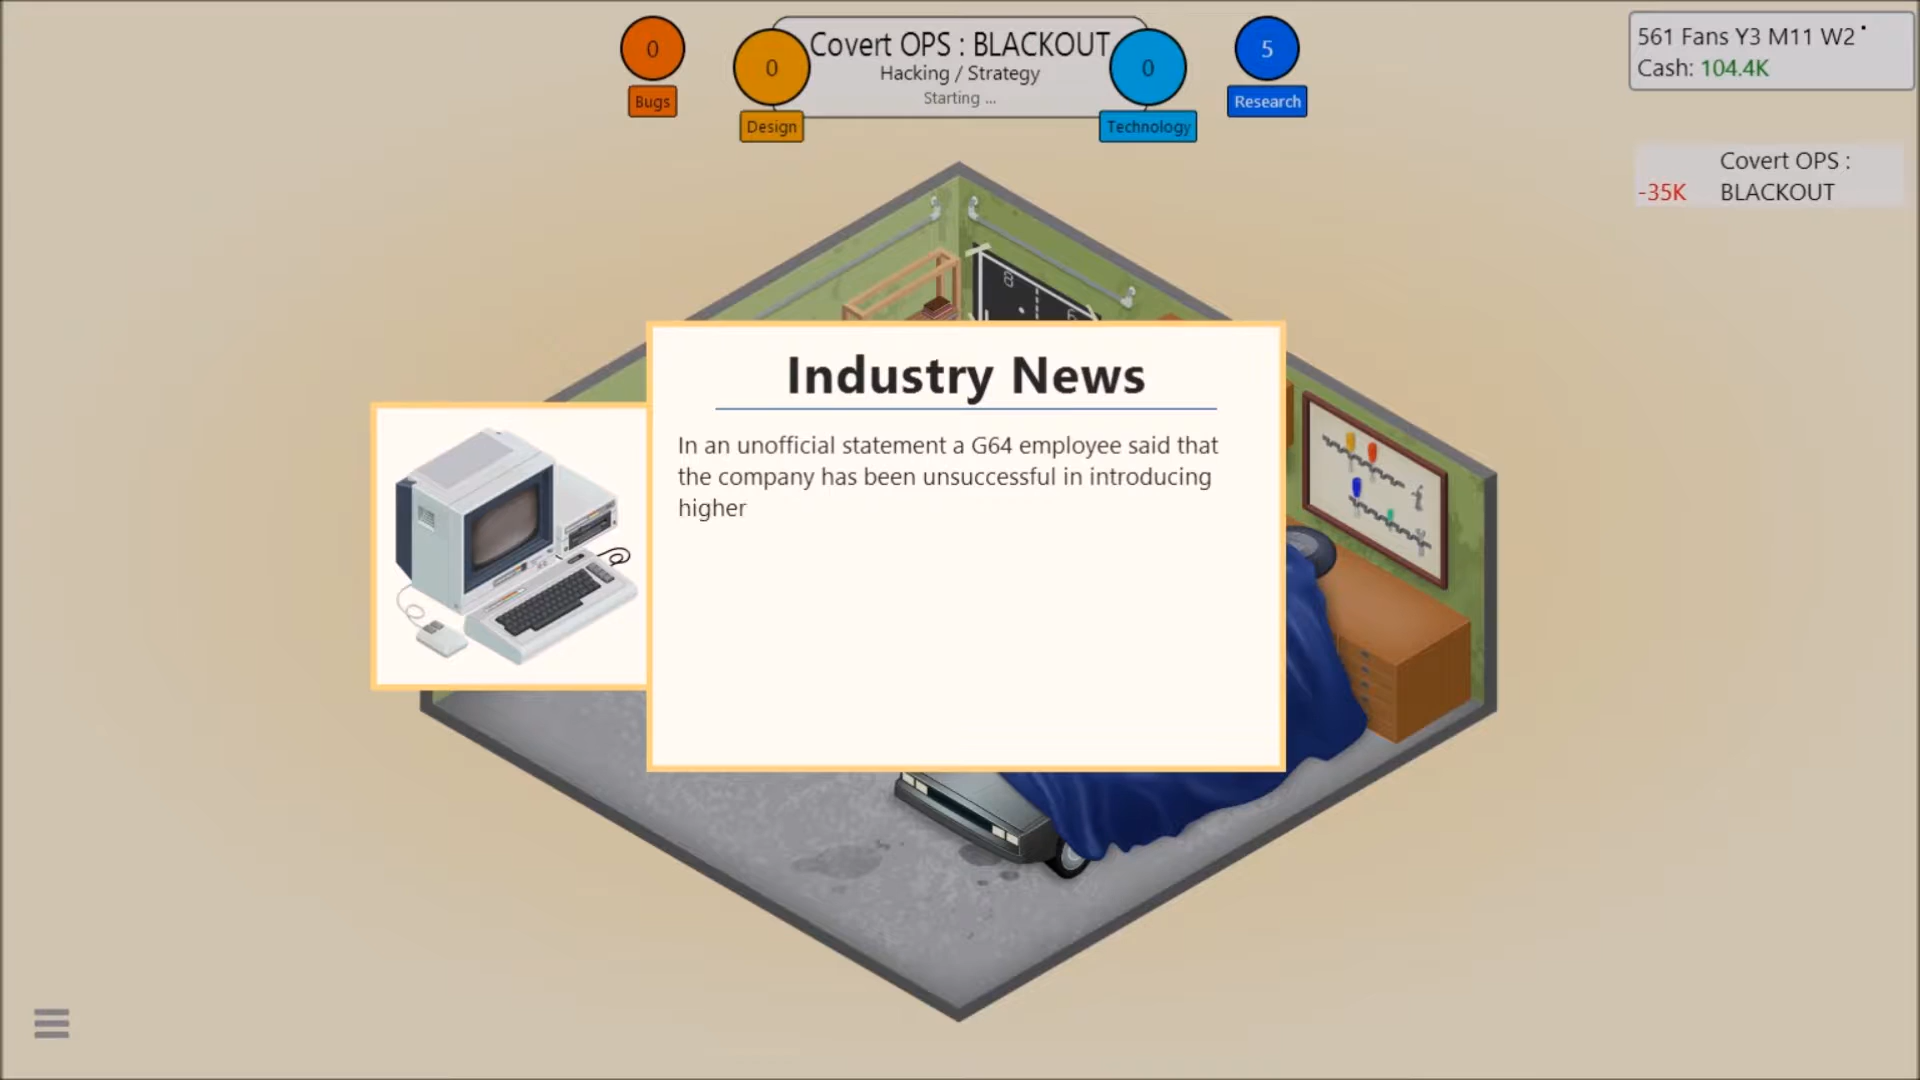 0
Bugs
0
Design
Covert OPS : BLACKOUT
Hacking / Strategy
Starting ...
0
Technology
5
Research
561 Fans Y3 M11 W2
Cash: 104.4K
-35K Covert OPS :
BLACKOUT
Industry News
In an unofficial statement a G64 employee said that
the company has been unsuccessful in introducing
higher